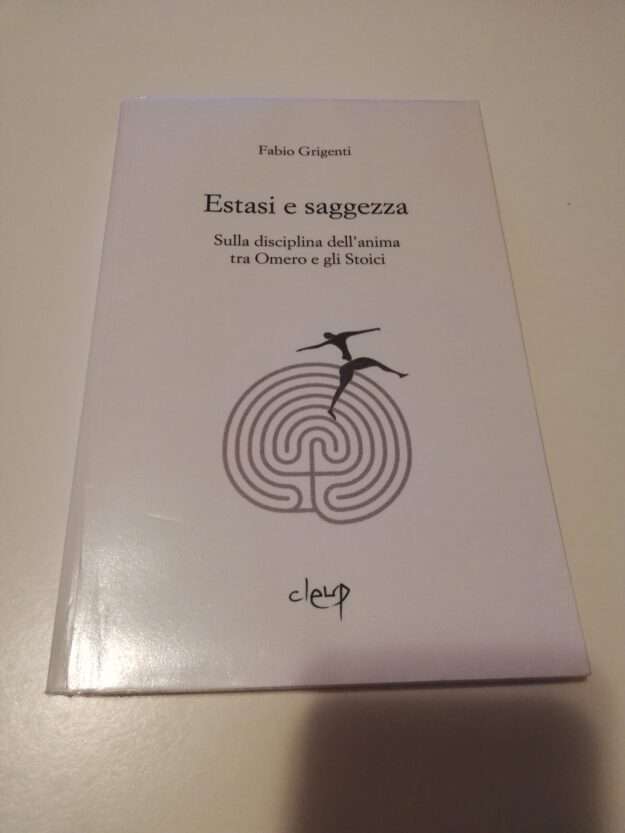 Fabio Grigenti
Estasi e saggezza
Sulla disciplina dell'anima
tra Omero e gli Stoici
cleup